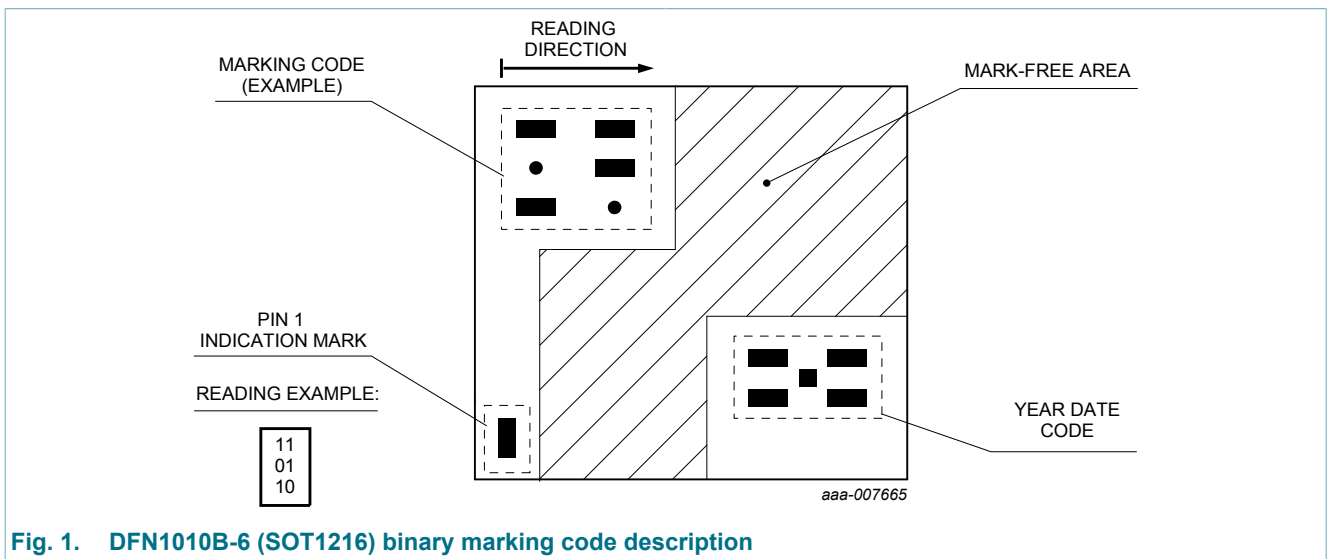 READING
DIRECTION
MARKING CODE
(EXAMPLE)
MARK-FREE AREA
PIN 1
INDICATION MARK
READING EXAMPLE:
11
01
10
YEAR DATE
CODE
aaa-007665
Fig. 1. DFN1010B-6 (SOT1216) binary marking code description